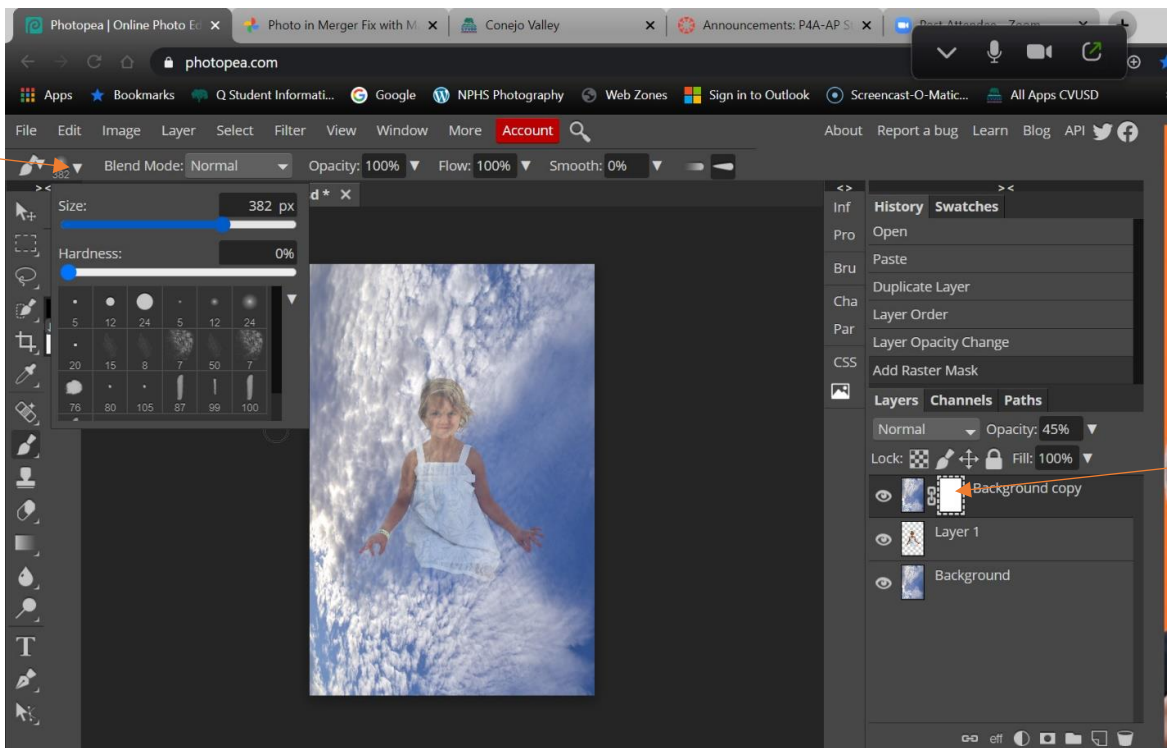 Photopea | Online Photo Ed Photo in Merger Fix with M Conejo Valley Announcements: P4A-AP S Post Attendee - Zoom
photopea.com
Apps Bookmarks Q Student Informati... Google NPHS Photography Web Zones Sign in to Outlook Screencast-O-Matic... All Apps CVUSD
File Edit Image Layer Select Filter View Window More Account About Report a bug Learn Blog API
382 Blend Mode: Normal Opacity: 100% Flow: 100% Smooth: 0%
> < d * <> > <
Size: 382 px
Inf History Swatches
Pro Open
Hardness: 0%
Paste
Bru
Duplicate Layer
5 12 24 5 12 24
Cha
Layer Order
Par
Layer Opacity Change
20 15 8 7 50 7
CSS
Add Raster Mask
76 80 105 87 99 100
Layers Channels Paths
Normal Opacity: 45%
Lock: Fill: 100%
Background copy
Layer 1
Background
T
eff